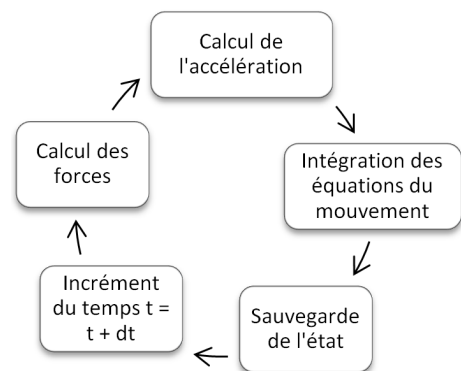 Calcul de
l'accélération
Intégration des
équations du
mouvement
Sauvegarde
de l'état
Incrément
du temps t =
t + dt
Calcul des
forces